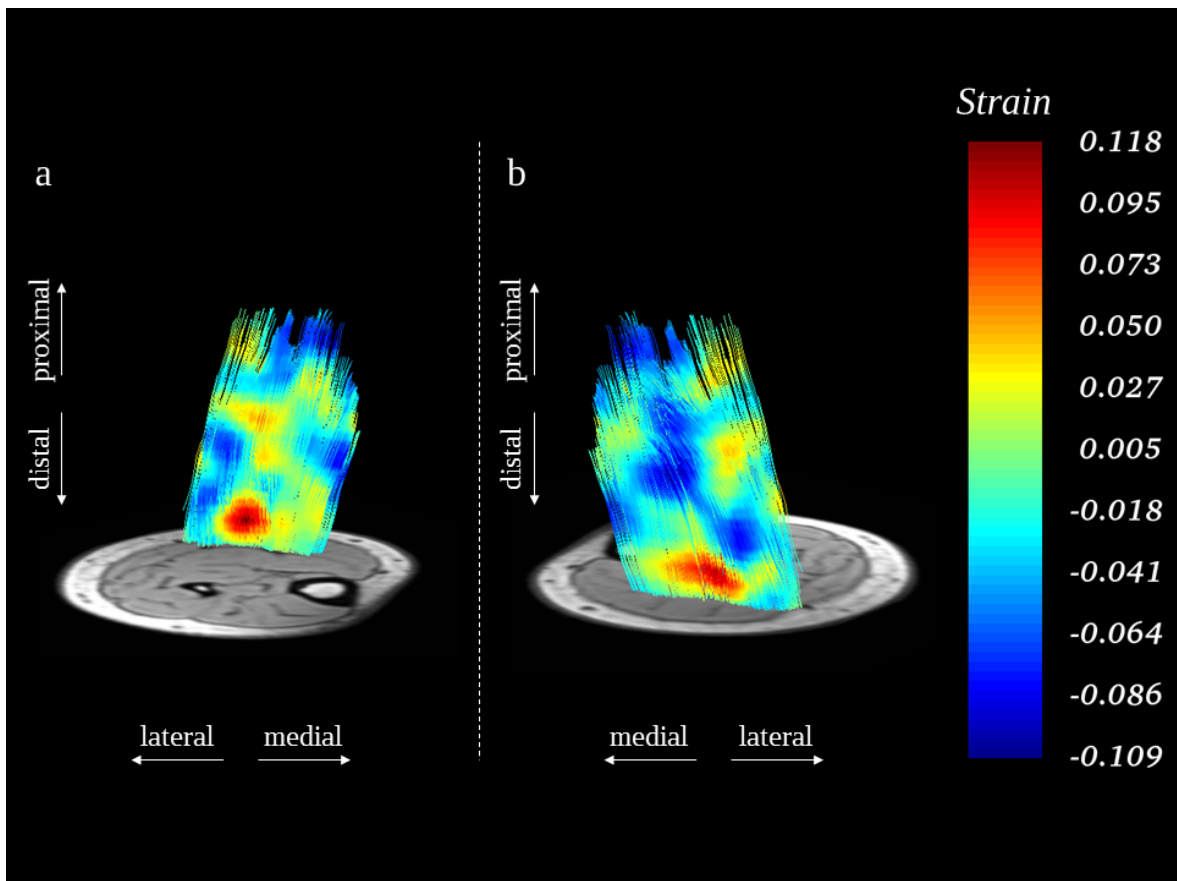 Strain
0.118
0.095
0.073
0.050
0.027
0.005
-0.018
-0.041
-0.064
-0.086
-0.109
a
proximal
distal
lateral
medial
b
proximal
distal
medial
lateral